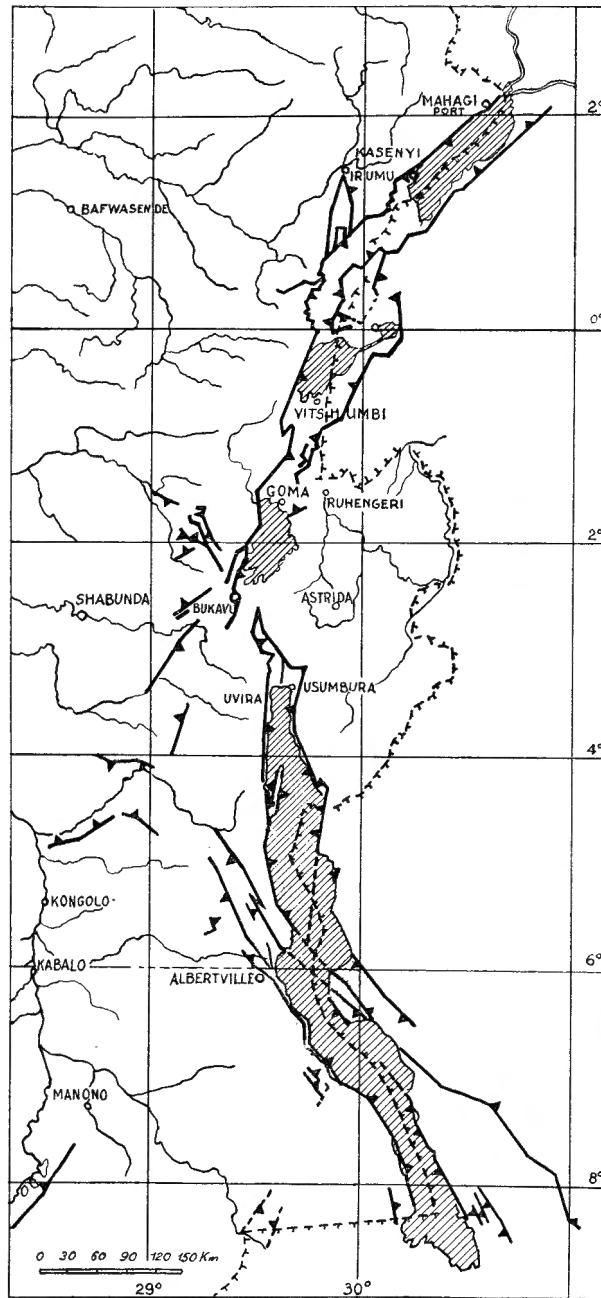 MAHAGI
PORT
2°
KASENYI
IRUMU
BAFWASENDE
0°
VITSHUMBI
GOMA
RUHENGERI
2°
SHABUNDA
BUKAVU
ASTRIDA
UVIRA
USUMBURA
4°
KONGOLO
KABALO
ALBERTVILLE
6°
MANONO
8°
0 30 60 90 120 150 Km
29°
30°